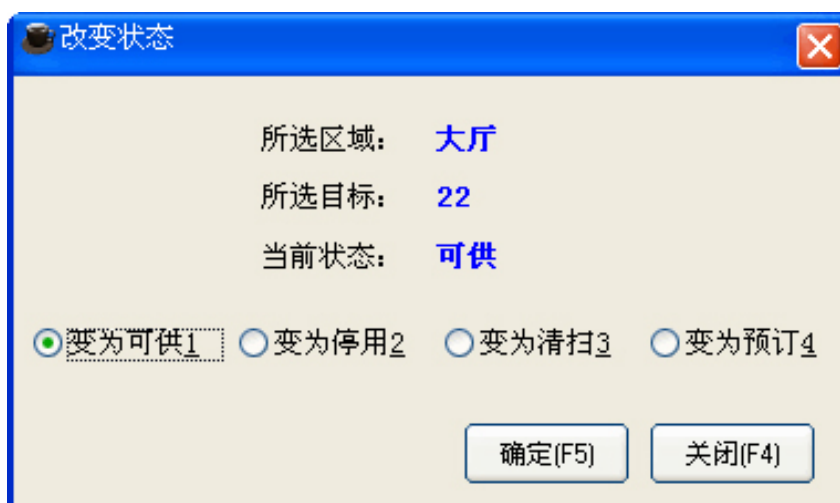 改变状态
所选区域： 大厅
所选目标： 22
当前状态： 可供
变为可供1 变为停用2 变为清扫3 变为预订4
确定(F5) 关闭(F4)